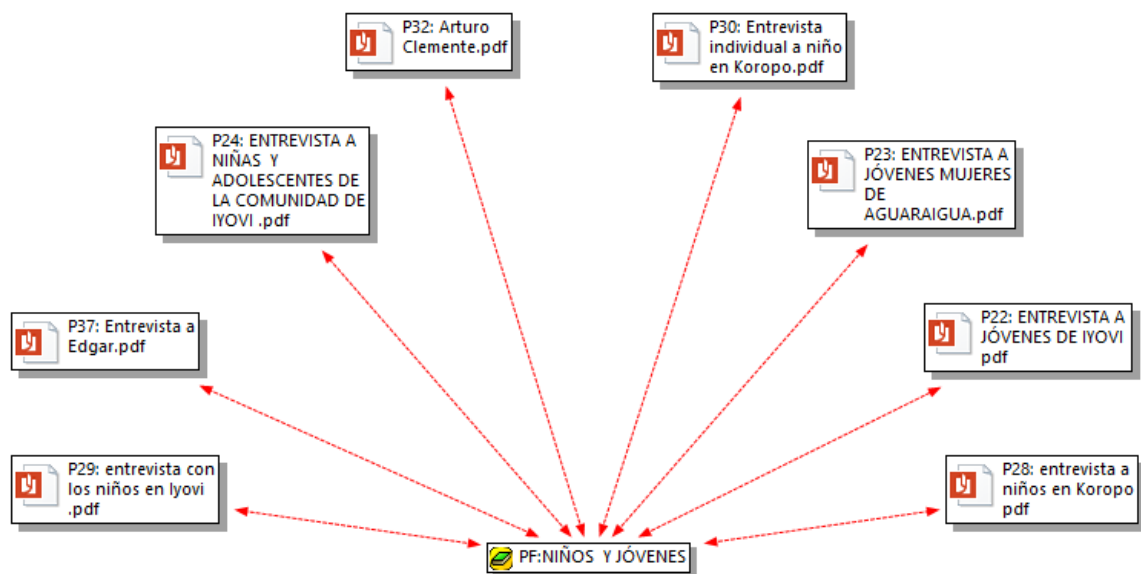 P32: Arturo
Clemente.pdf
P30: Entrevista
individual a niño
en Koropo.pdf
P24: ENTREVISTA A
NIÑAS Y
ADOLESCENTES DE
LA COMUNIDAD DE
IYOVI .pdf
P23: ENTREVISTA A
JÓVENES MUJERES
DE
AGUARAIGUA.pdf
P37: Entrevista a
Edgar.pdf
P22: ENTREVISTA A
JÓVENES DE IYOVI
pdf
P29: entrevista con
los niños en Iyovi
.pdf
P28: entrevista a
niños en Koropo
pdf
PF:NIÑOS Y JÓVENES